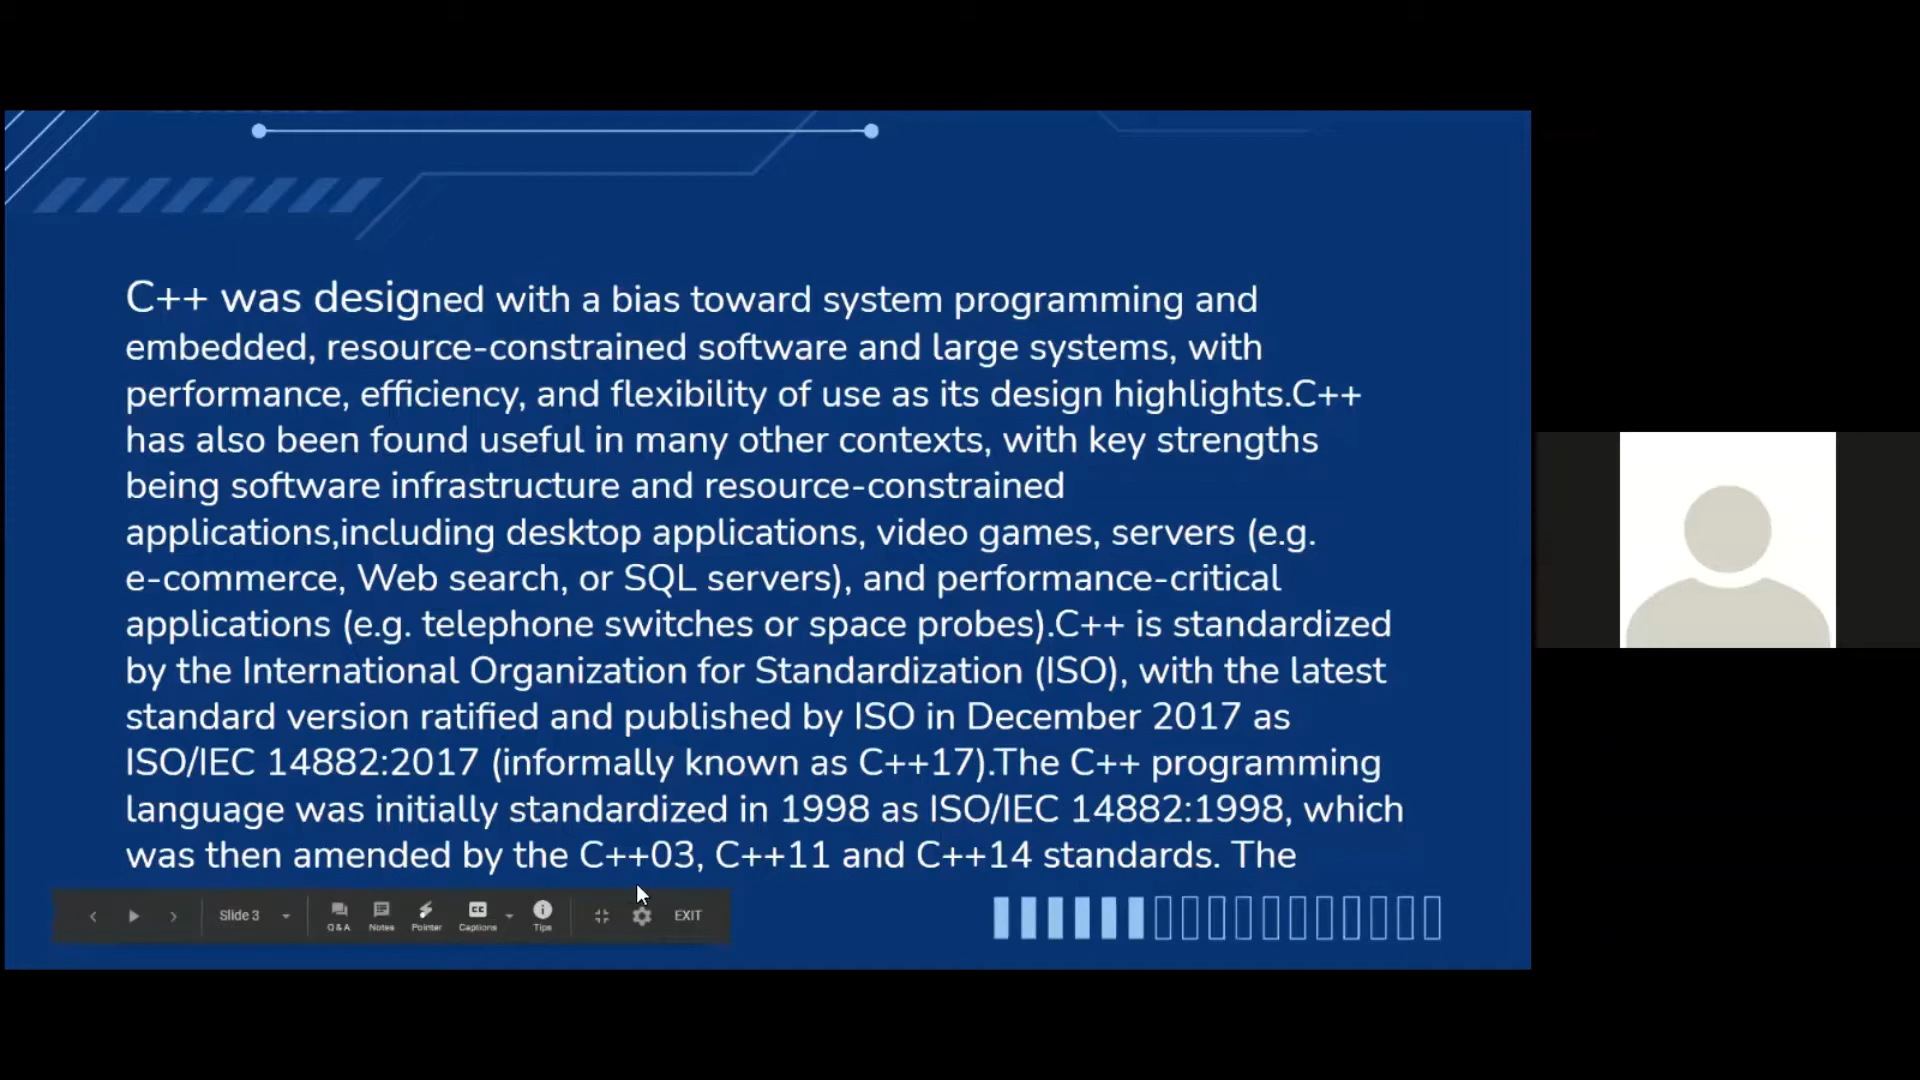 C++ was designed with a bias toward system programming and
embedded, resource-constrained software and large systems, with
performance, efficiency, and flexibility of use as its design highlights.C++
has also been found useful in many other contexts, with key strengths
being software infrastructure and resource-constrained
applications,including desktop applications, video games, servers (e.g.
e-commerce, Web search, or SQL servers), and performance-critical
applications (e.g. telephone switches or space probes).C++ is standardized
by the International Organization for Standardization (ISO), with the latest
standard version ratified and published by ISO in December 2017 as
ISO/IEC 14882:2017 (informally known as C++17).The C++ programming
language was initially standardized in 1998 as ISO/IEC 14882:1998, which
was then amended by the C++03, C++11 and C++14 standards. The
Slide 3 Q & A Notes Pointer CC Captions Tips EXIT